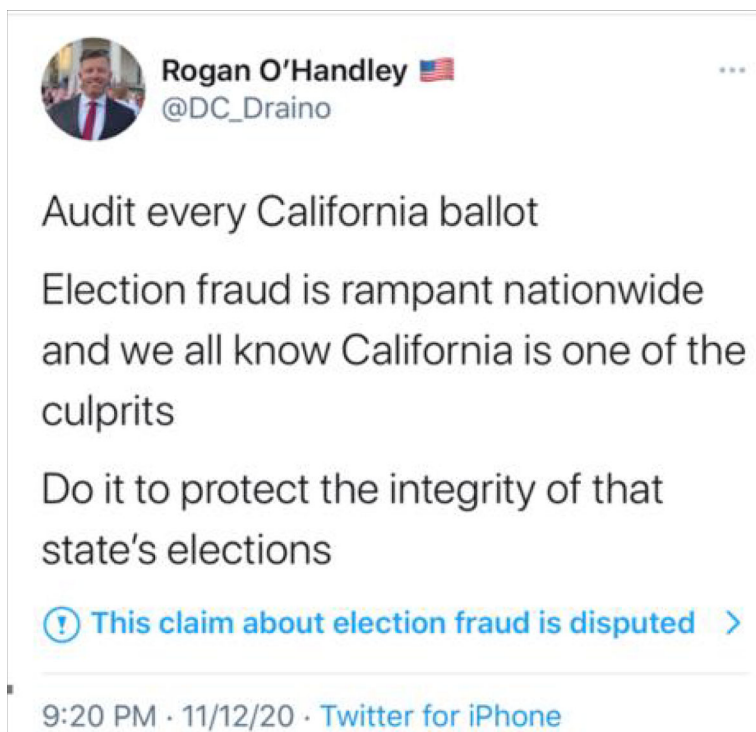 Rogan O'Handley 🇺🇸
@DC_Draino
Audit every California ballot
Election fraud is rampant nationwide
and we all know California is one of the
culprits
Do it to protect the integrity of that
state's elections
This claim about election fraud is disputed
9:20 PM · 11/12/20 · Twitter for iPhone